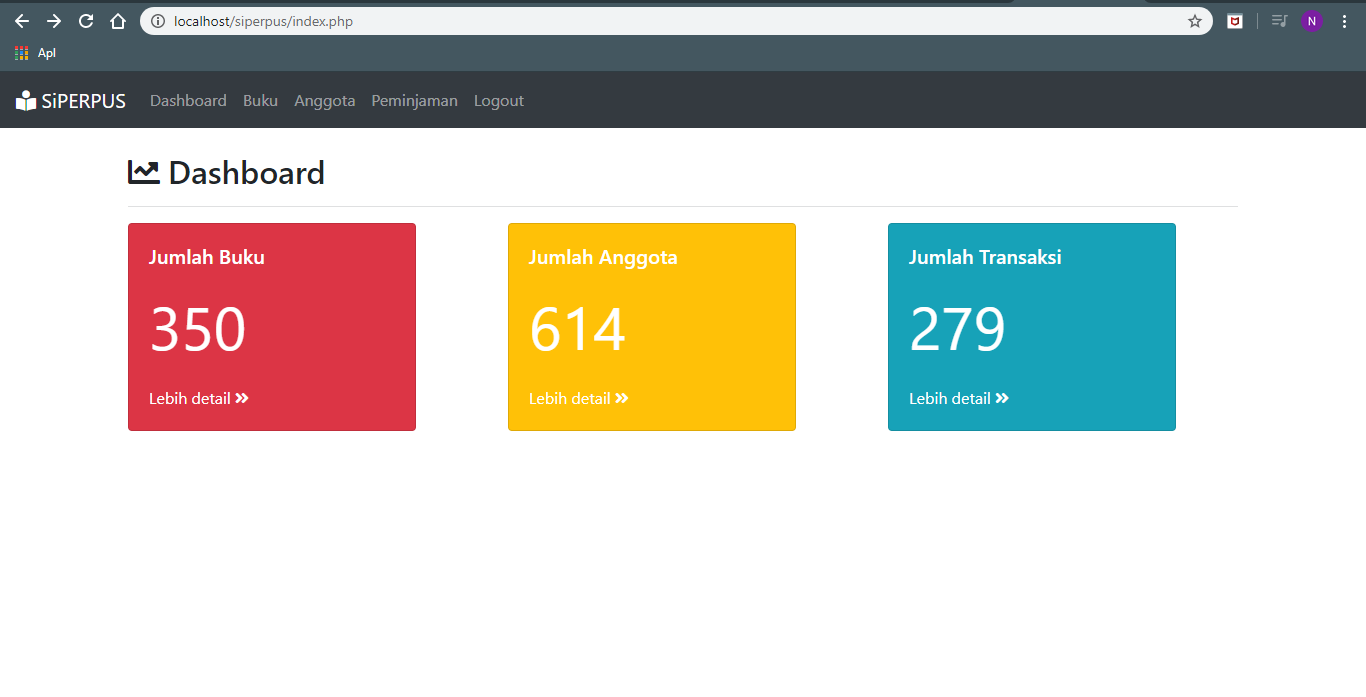 localhost/siperpus/index.php
N
Apl
SiPERPUS Dashboard Buku Anggota Peminjaman Logout
Dashboard
Jumlah Buku
350
Lebih detail
Jumlah Anggota
614
Lebih detail
Jumlah Transaksi
279
Lebih detail